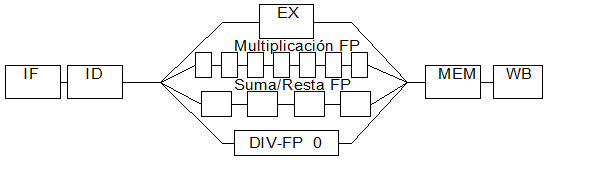 EX
Multiplicación FP
IF ID MEM WB
Suma/Resta FP
DIV-FP 0